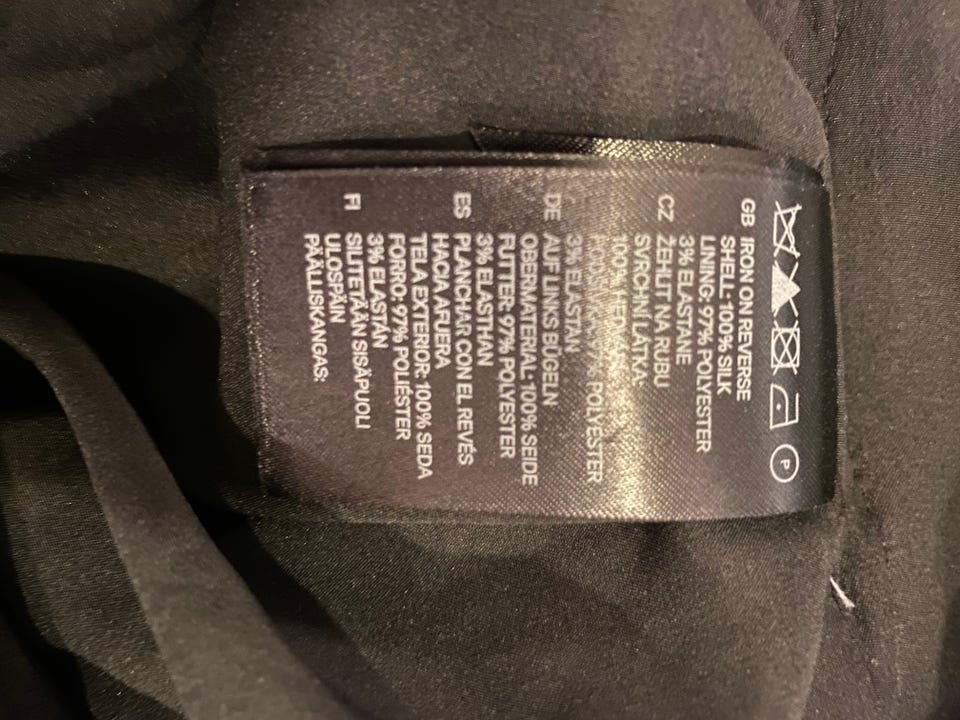 P
GB IRON ON REVERSE
SHELL: 100% SILK
LINING: 97% POLYESTER
3% ELASTANE
CZ ŽEHLIT NA RUBU
SVRCHNÍ LÁTKA:
100%
97% POLYESTER
3% ELASTAN
DE AUF LINKS BÜGELN
OBERMATERIAL: 100% SEIDE
FUTTER: 97% POLYESTER
3% ELASTHAN
ES PLANCHAR CON EL REVÉS
HACIA AFUERA
TELA EXTERIOR: 100% SEDA
FORRO: 97% POLIÉSTER
3% ELASTÁN
FI SILITETÄÄN SISÄPUOLI
ULOSPÄIN
PÄÄLLISKANGAS: